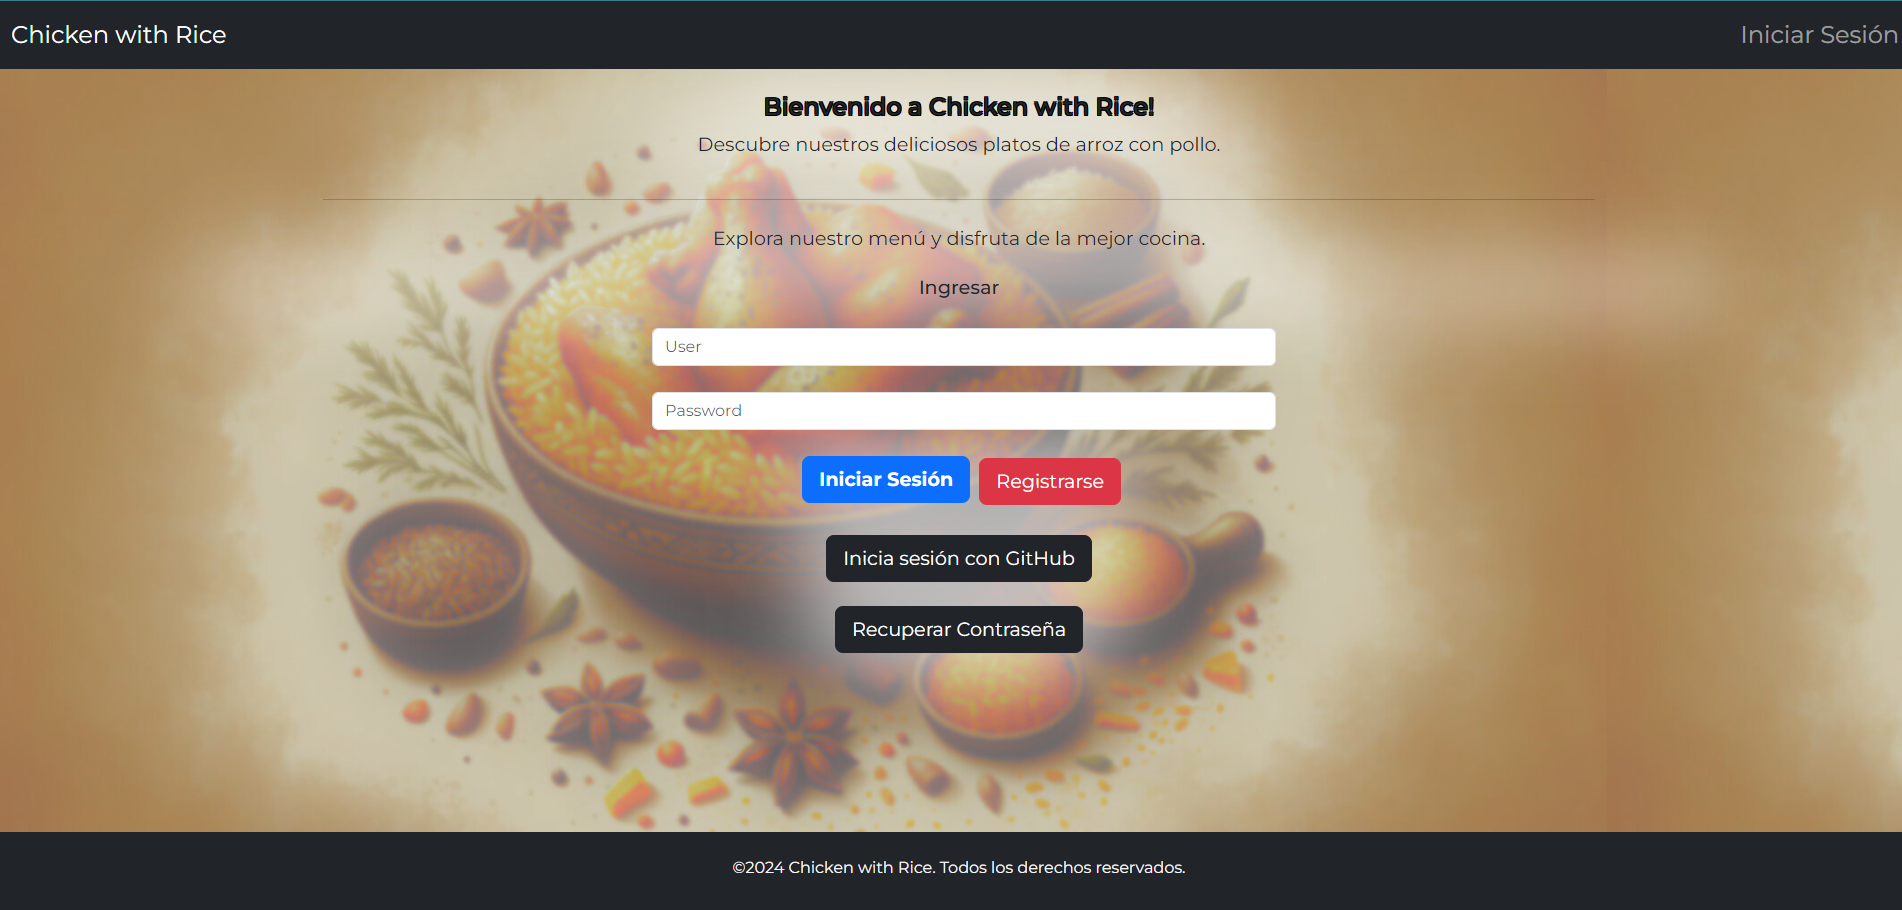 Chicken with Rice
Iniciar Sesión
Bienvenido a Chicken with Rice!
Descubre nuestros deliciosos platos de arroz con pollo.
Explora nuestro menú y disfruta de la mejor cocina.
Ingresar
User
Password
Iniciar Sesión
Registrarse
Inicia sesión con GitHub
Recuperar Contraseña
©2024 Chicken with Rice. Todos los derechos reservados.